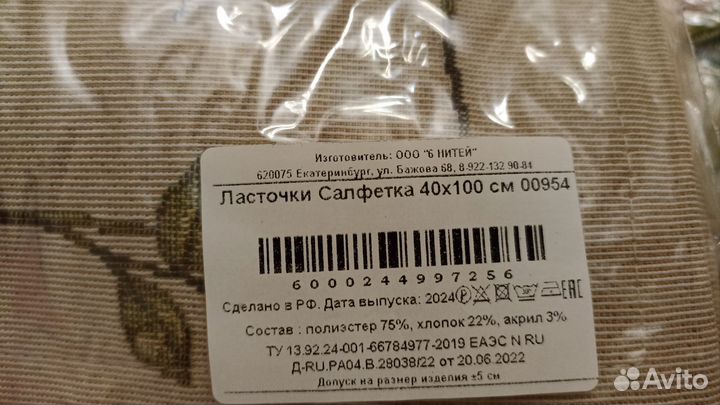 Изготовитель: ООО "6 НИТЕЙ"
620075 Екатеринбург, ул. Бажова 68, 8-922-132 90-84
Ласточки Салфетка 40х100 см 00954
6000244997256
Сделано в РФ. Дата выпуска: 2024 P EAC
Состав : полиэстер 75%, хлопок 22%, акрил 3%
ТУ 13.92.24-001-66784977-2019 ЕАЭС N RU
Д-RU.РА04.В.28038/22 от 20.06.2022
Допуск на размер изделия ±5 см
Avito